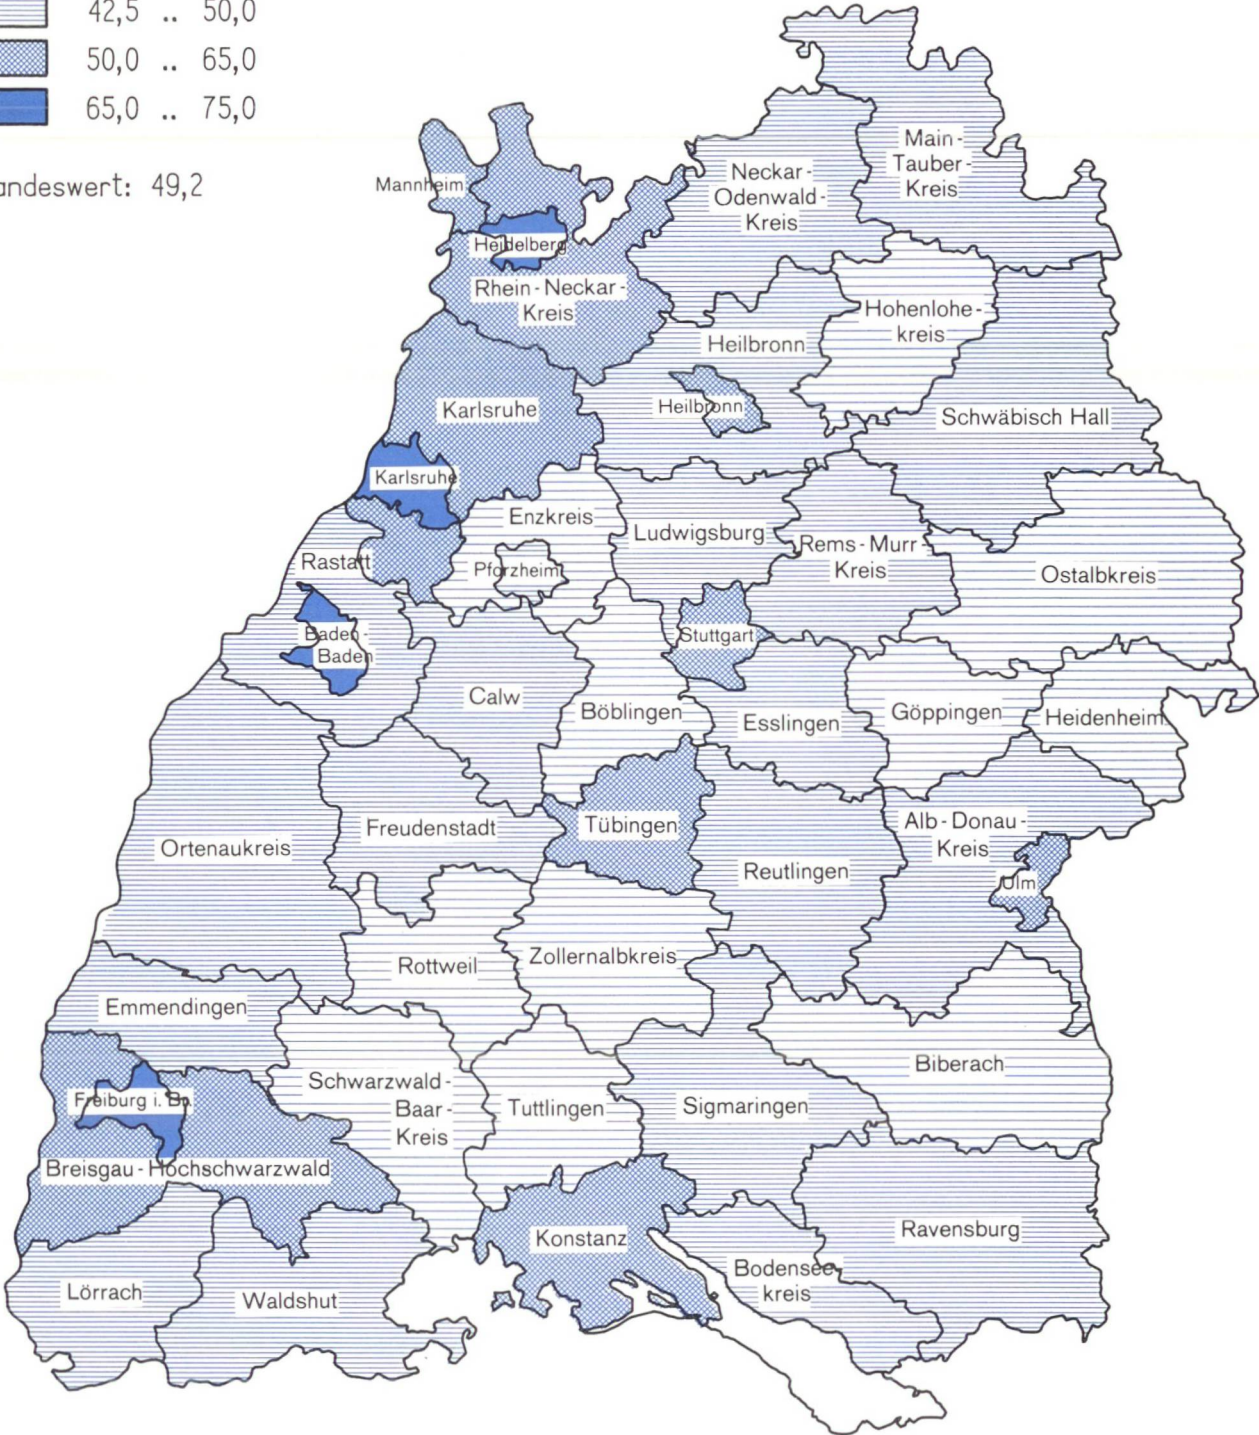 42,5 .. 50,0
50,0 .. 65,0
65,0 .. 75,0
andeswert: 49,2
Main-
Tauber-
Kreis
Neckar-
Odenwald-
Kreis
Mannheim
Heidelberg
Rhein-Neckar-
Kreis
Hohenlohe-
kreis
Heilbronn
Heilbronn
Karlsruhe
Schwäbisch Hall
Karlsruhe
Enzkreis
Ludwigsburg
Rems-Murr
Kreis
Rastatt
Pforzheim
Ostalbkreis
Baden-
Baden
Stuttgart
Calw
Böblingen
Esslingen
Göppingen
Heidenheim
Freudenstadt
Tübingen
Alb-Donau-
Kreis
Ortenaukreis
Reutlingen
Ulm
Rottweil
Zollernalbkreis
Emmendingen
Biberach
Schwarzwald-
Baar-
Kreis
Tuttlingen
Sigmaringen
Freiburg i. Br.
Breisgau-Hochschwarzwald
Konstanz
Ravensburg
Bodensee-
kreis
Lörrach
Waldshut